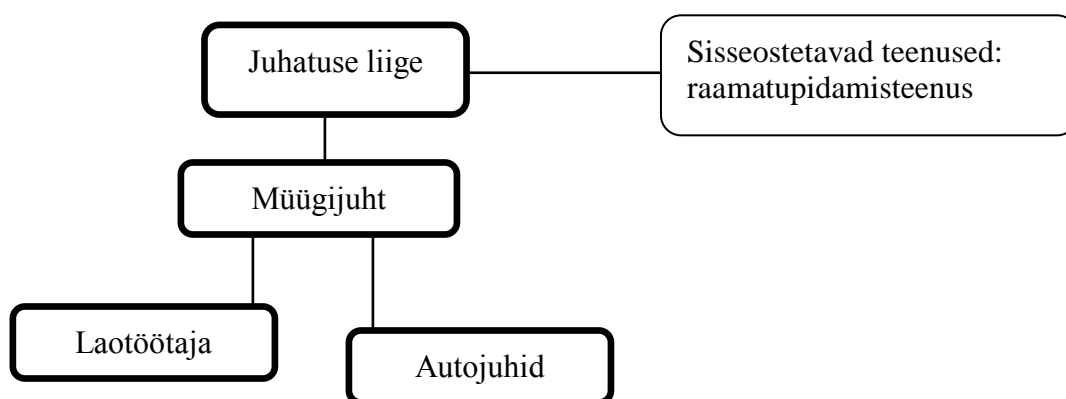 Juhatuse liige
Sisseostetavad teenused:
raamatupidamisteenus
Müügijuht
Laotöötaja
Autojuhid